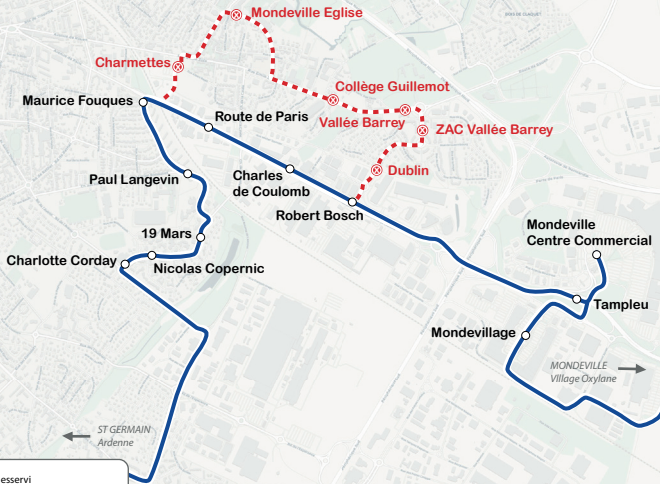 Mondeville Eglise
Charmettes
Maurice Fouques
Route de Paris
Collège Guillemot
Vallée Barrey
ZAC Vallée Barrey
Paul Langevin
Charles
de Coulomb
Dublin
Robert Bosch
19 Mars
Mondeville
Centre Commercial
Charlotte Corday
Nicolas Copernic
Tampleu
Mondevillage
MONDEVILLE
Village Oxylane
ST GERMAIN
Ardenne
esservi